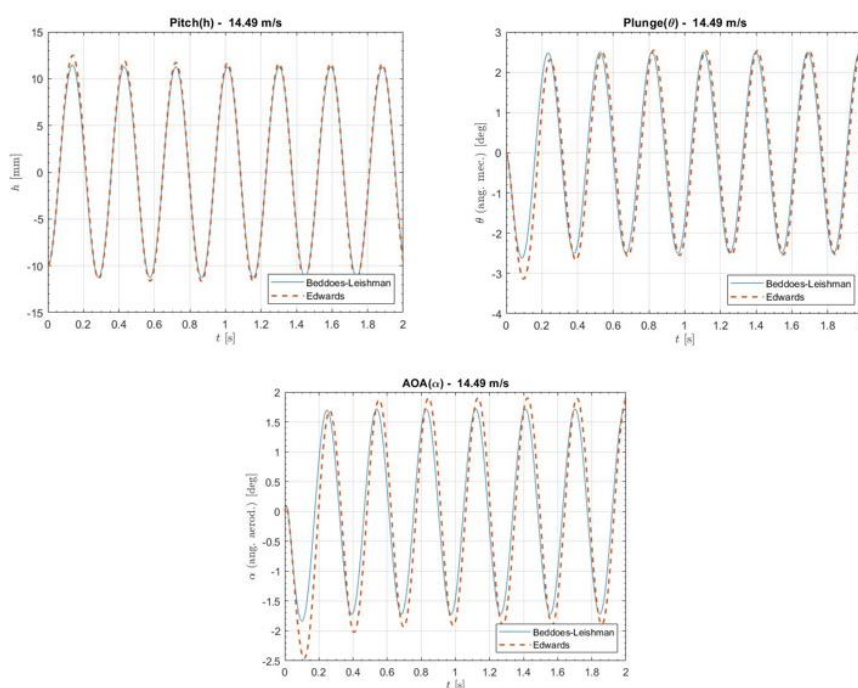 Pitch(h) - 14.49 m/s
15
10
5
0
-5
-10
-15
h [mm]
0 0.2 0.4 0.6 0.8 1 1.2 1.4 1.6 1.8 2
t [s]
Beddoes-Leishman
Edwards
Plunge(θ) - 14.49 m/s
3
2
1
0
-1
-2
-3
-4
θ (ang. mec.) [deg]
0 0.2 0.4 0.6 0.8 1 1.2 1.4 1.6 1.8
t [s]
Beddoes-Leishman
Edwards
AOA(α) - 14.49 m/s
2
1.5
1
0.5
0
-0.5
-1
-1.5
-2
-2.5
α (ang. aerod.) [deg]
0 0.2 0.4 0.6 0.8 1 1.2 1.4 1.6 1.8 2
t [s]
Beddoes-Leishman
Edwards